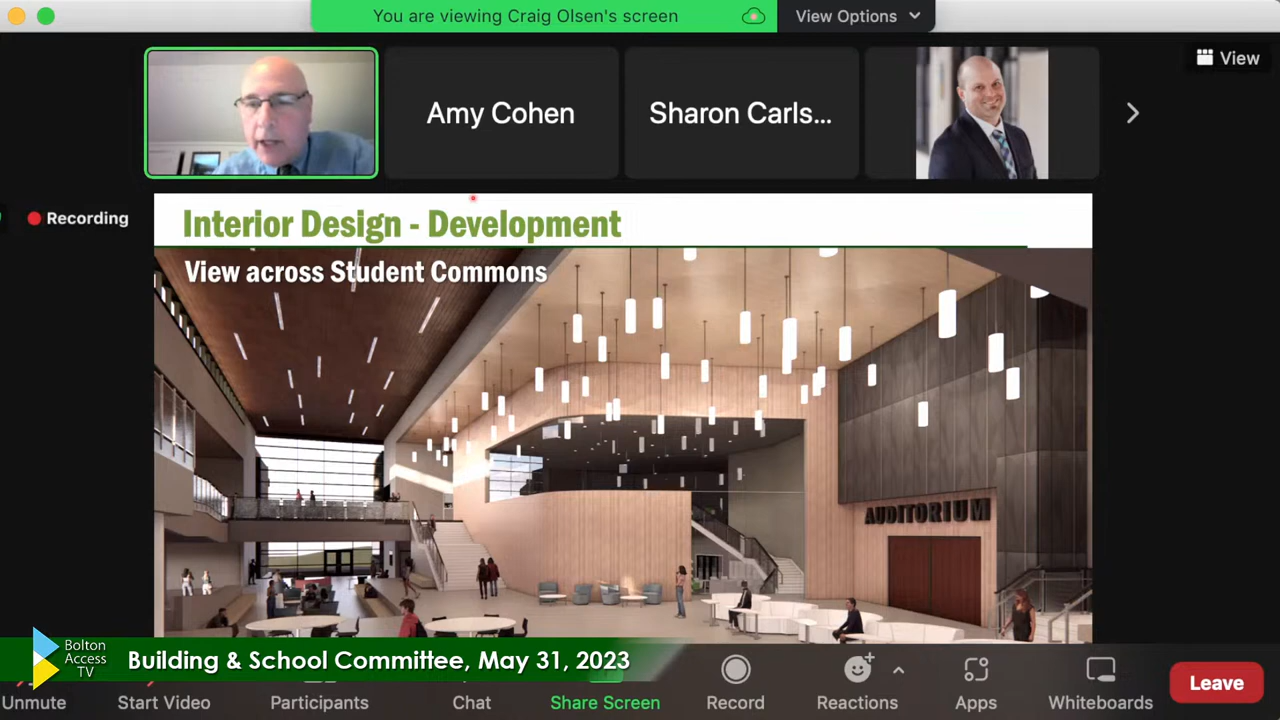 You are viewing Craig Olsen's screen
View Options
View
Amy Cohen
Sharon Carls...
Recording
Interior Design - Development
View across Student Commons
AUDITORIUM
Bolton
Access
TV
Building & School Committee, May 31, 2023
Unmute
Start Video
Participants
Chat
Share Screen
Record
Reactions
Apps
Whiteboards
Leave